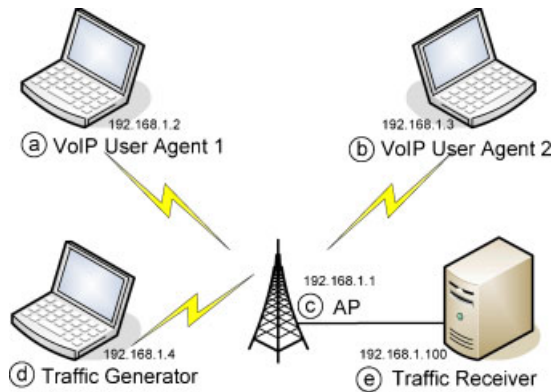 192.168.1.2
ⓐ VoIP User Agent 1
192.168.1.3
ⓑ VoIP User Agent 2
192.168.1.1
ⓒ AP
192.168.1.4
ⓓ Traffic Generator
192.168.1.100
ⓔ Traffic Receiver